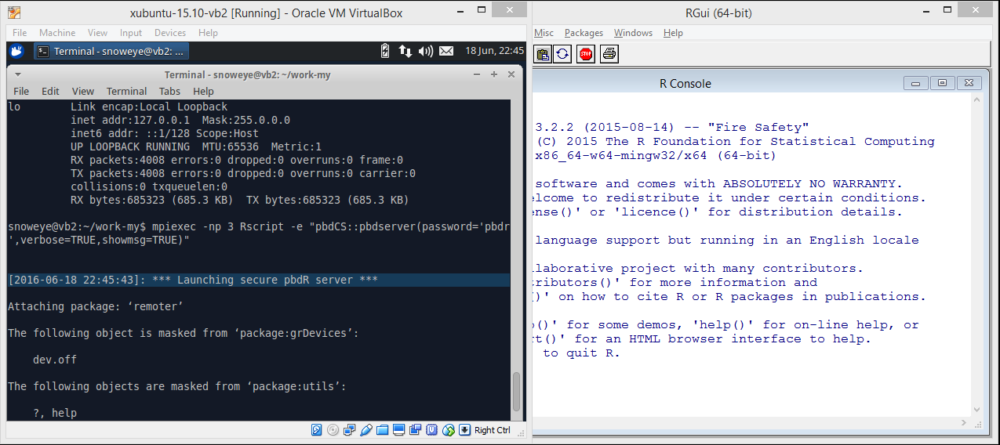 xubuntu-15.10-vb2 [Running] - Oracle VM VirtualBox
File Machine View Input Devices Help
Terminal - snoweye@vb2: ...
18 Jun, 22:45
Terminal - snoweye@vb2: ~/work-my
File Edit View Terminal Tabs Help
lo Link encap:Local Loopback
inet addr:127.0.0.1 Mask:255.0.0.0
inet6 addr: ::1/128 Scope:Host
UP LOOPBACK RUNNING MTU:65536 Metric:1
RX packets:4008 errors:0 dropped:0 overruns:0 frame:0
TX packets:4008 errors:0 dropped:0 overruns:0 carrier:0
collisions:0 txqueuelen:0
RX bytes:685323 (685.3 KB) TX bytes:685323 (685.3 KB)
snoweye@vb2:~/work-my$ mpiexec -np 3 Rscript -e "pbdCS::pbdserver(password='pbdr
',verbose=TRUE,showmsg=TRUE)"
[2016-06-18 22:45:43]: *** Launching secure pbdR server ***
Attaching package: ‘remoter’
The following object is masked from ‘package:grDevices’:
dev.off
The following objects are masked from ‘package:utils’:
?, help
Right Ctrl
RGui (64-bit)
Misc Packages Windows Help
STOP
R Console
3.2.2 (2015-08-14) -- "Fire Safety"
(C) 2015 The R Foundation for Statistical Computing
x86_64-w64-mingw32/x64 (64-bit)
software and comes with ABSOLUTELY NO WARRANTY.
elcome to redistribute it under certain conditions.
ense()' or 'licence()' for distribution details.
language support but running in an English locale
llaborative project with many contributors.
tributors()' for more information and
)' on how to cite R or R packages in publications.
o()' for some demos, 'help()' for on-line help, or
rt()' for an HTML browser interface to help.
to quit R.